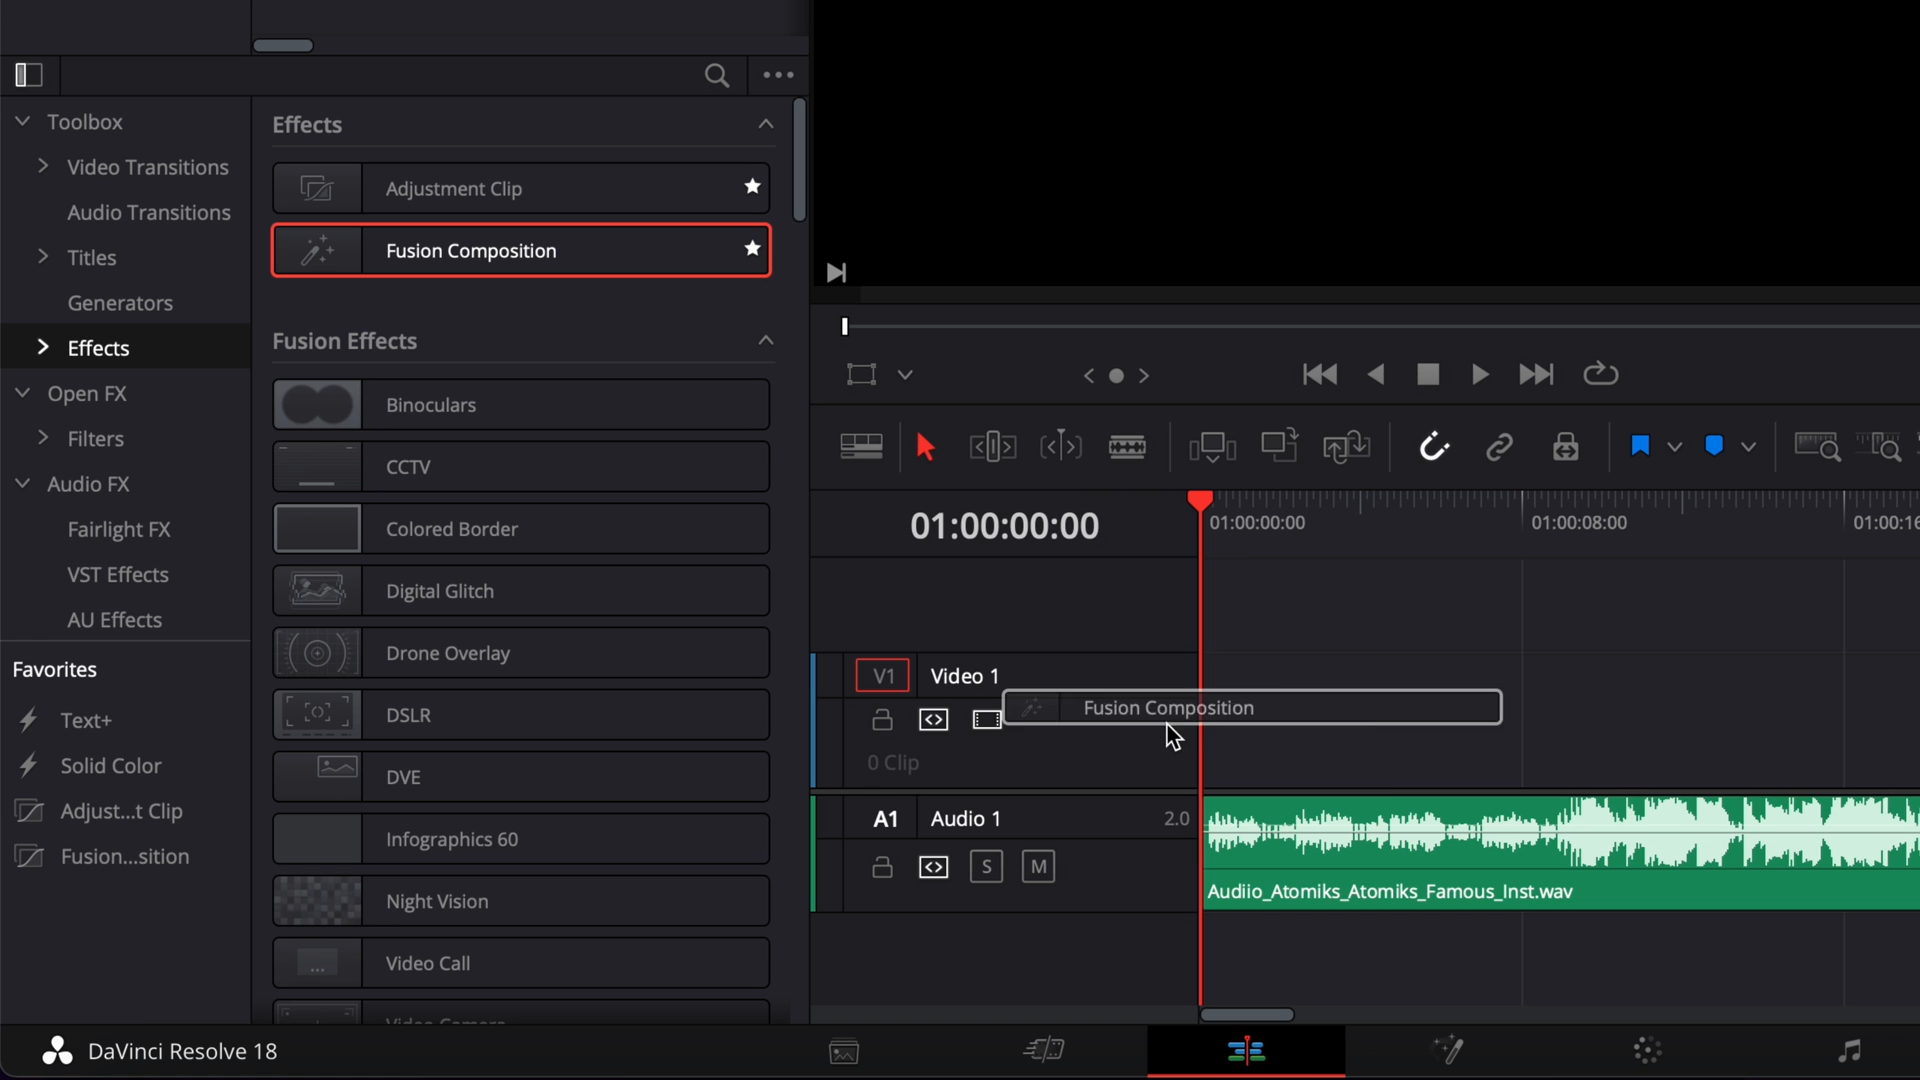 Toolbox
Video Transitions
Audio Transitions
Titles
Generators
Effects
Open FX
Filters
Audio FX
Fairlight FX
VST Effects
AU Effects
Favorites
Text+
Solid Color
Adjust...t Clip
Fusion...sition
Effects
Adjustment Clip
Fusion Composition
Fusion Effects
Binoculars
CCTV
Colored Border
Digital Glitch
Drone Overlay
DSLR
DVE
Infographics 60
Night Vision
Video Call
01:00:00:00
01:00:00:00
01:00:08:00
01:00:16
V1
Video 1
Fusion Composition
0 Clip
A1
Audio 1
2.0
S
M
Audiio_Atomiks_Atomiks_Famous_Inst.wav
DaVinci Resolve 18